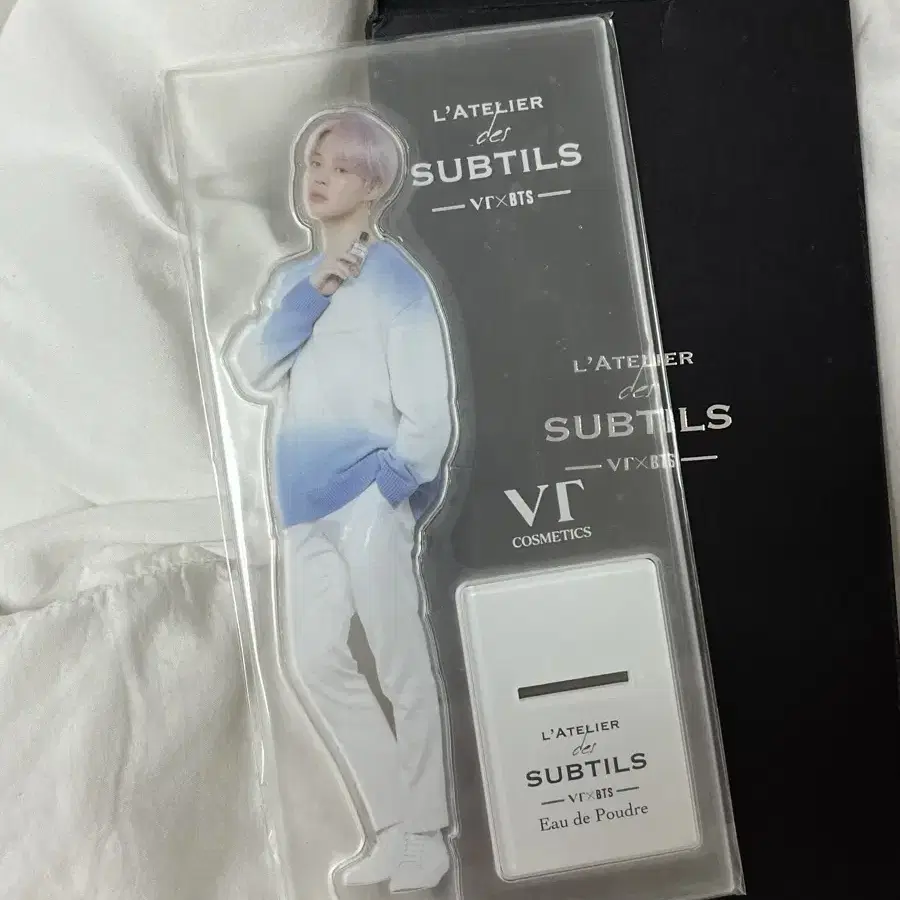 L'ATELIER
des
SUBTILS
VT×BTS
L'ATELIER
des
SUBTILS
VT×BTS
VT
COSMETICS
L'ATELIER
des
SUBTILS
VT×BTS
Eau de Poudre